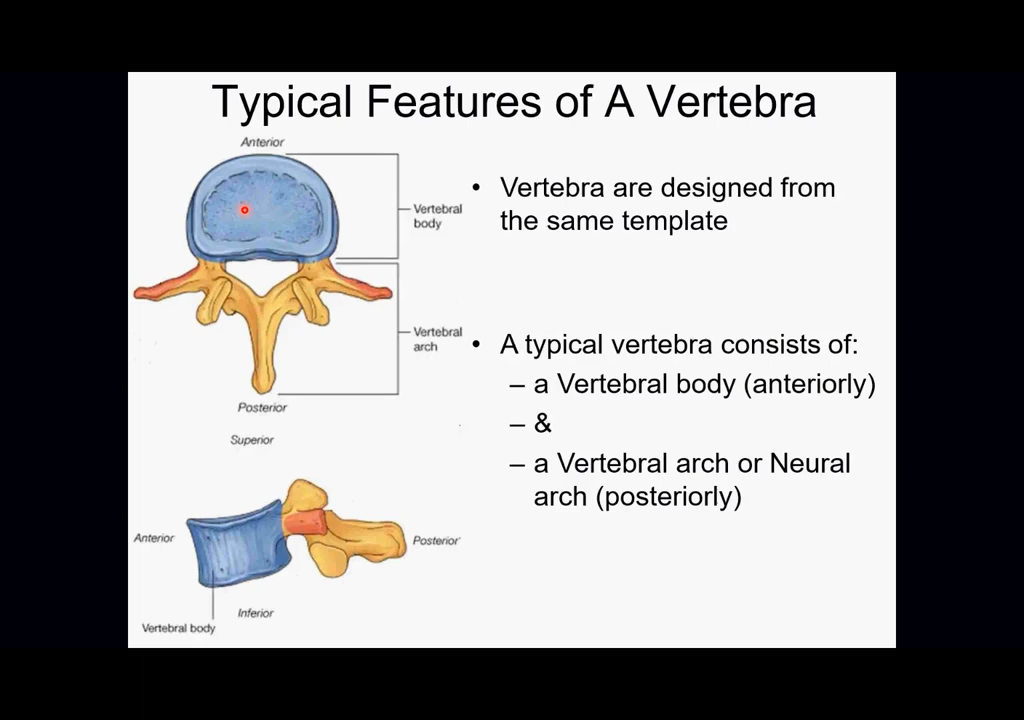 Typical Features of A Vertebra
Anterior
Vertebral
body
Vertebral
arch
Posterior
Superior
Anterior
Posterior
Inferior
Vertebral body
• Vertebra are designed from
the same template
• A typical vertebra consists of:
– a Vertebral body (anteriorly)
– &
– a Vertebral arch or Neural
arch (posteriorly)